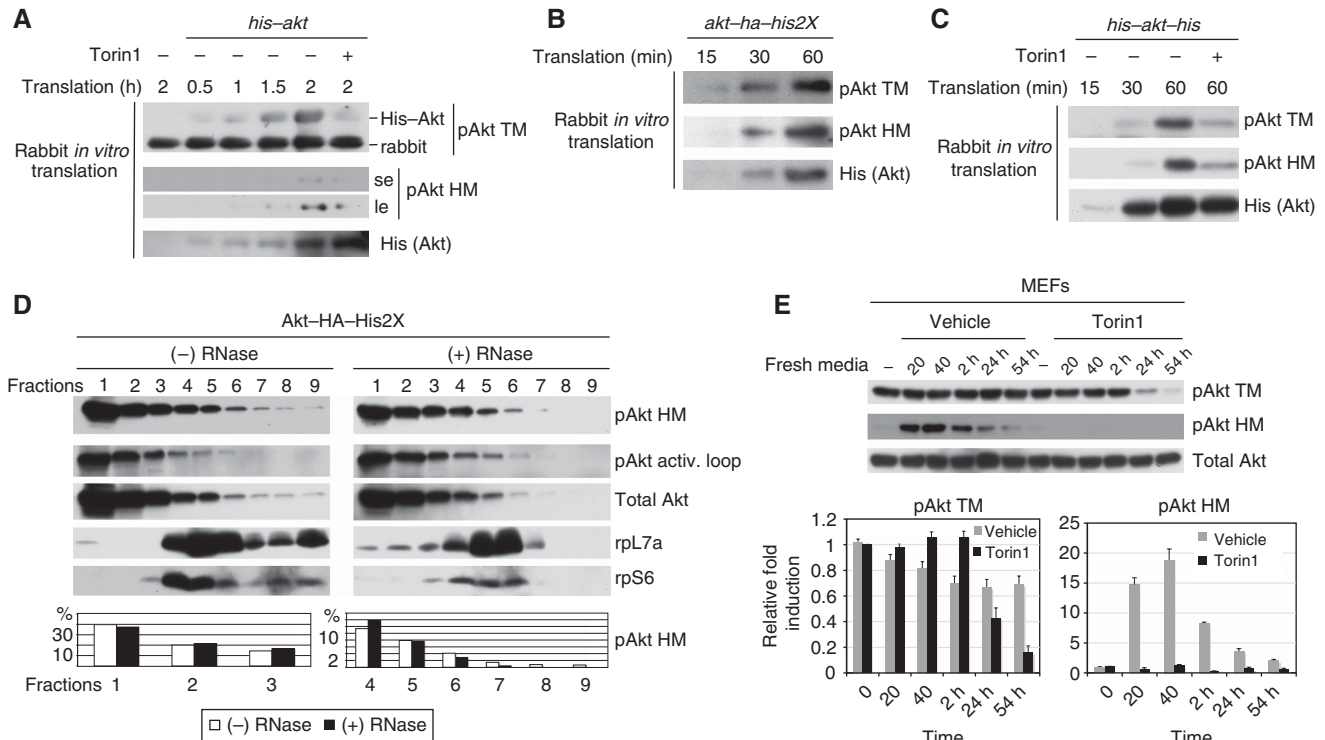 A
his–akt
Torin1 – – – – – +
Translation (h) 2 0.5 1 1.5 2 2
Rabbit in vitro
translation
His–Akt
rabbit
pAkt TM
se
le
pAkt HM
His (Akt)
B
akt–ha–his2X
Translation (min) 15 30 60
Rabbit in vitro
translation
pAkt TM
pAkt HM
His (Akt)
C
his–akt–his
Torin1 – – – +
Translation (min) 15 30 60 60
Rabbit in vitro
translation
pAkt TM
pAkt HM
His (Akt)
D
Akt–HA–His2X
(–) RNase (+) RNase
Fractions 1 2 3 4 5 6 7 8 9 1 2 3 4 5 6 7 8 9
pAkt HM
pAkt activ. loop
Total Akt
rpL7a
rpS6
%
30
10
%
10
2
pAkt HM
Fractions 1 2 3 4 5 6 7 8 9
(–) RNase (+) RNase
E
MEFs
Vehicle Torin1
Fresh media – 20 40 2 h 24 h 54 h – 20 40 2 h 24 h 54 h
pAkt TM
pAkt HM
Total Akt
pAkt TM
Relative fold
induction
1.2
1
0.8
0.6
0.4
0.2
0
Vehicle
Torin1
0 20 40 2 h 24 h 54 h
Time
pAkt HM
25
20
15
10
5
0
Vehicle
Torin1
0 20 40 2 h 24 h 54 h
Time